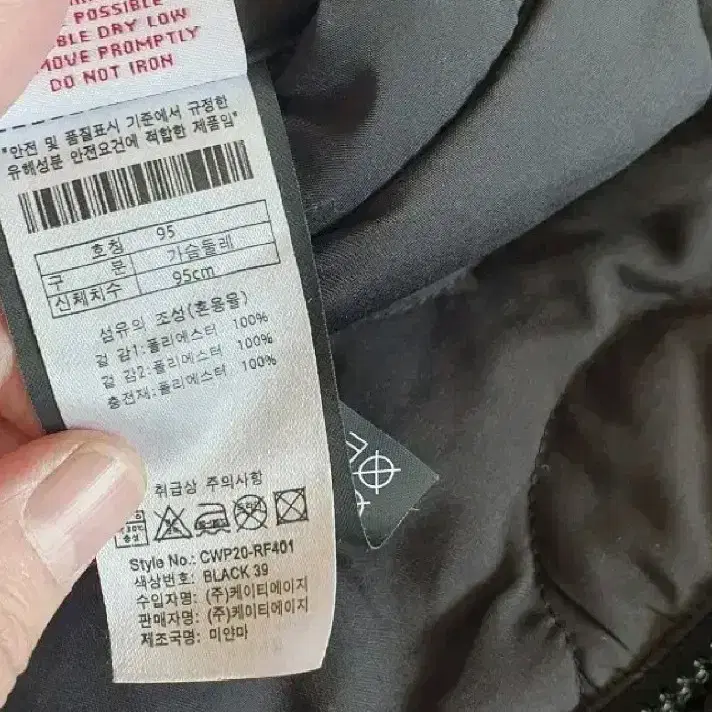 POSSIBLE
BLE DRY LOW
MOVE PROMPTLY
DO NOT IRON
"안전 및 품질표시 기준에서 규정한
유해성분 안전요건에 적합한 제품임"
호칭 95
구 분 가슴둘레
신체치수 95cm
섬유의 조성(혼용율)
겉 감1:폴리에스터 100%
겉 감2:폴리에스터 100%
충전재:폴리에스터 100%
취급상 주의사항
Style No.: CWP20-RF401
색상번호: BLACK 39
수입자명: (주)케이티에이지
판매자명: (주)케이티에이지
제조국명: 미얀마